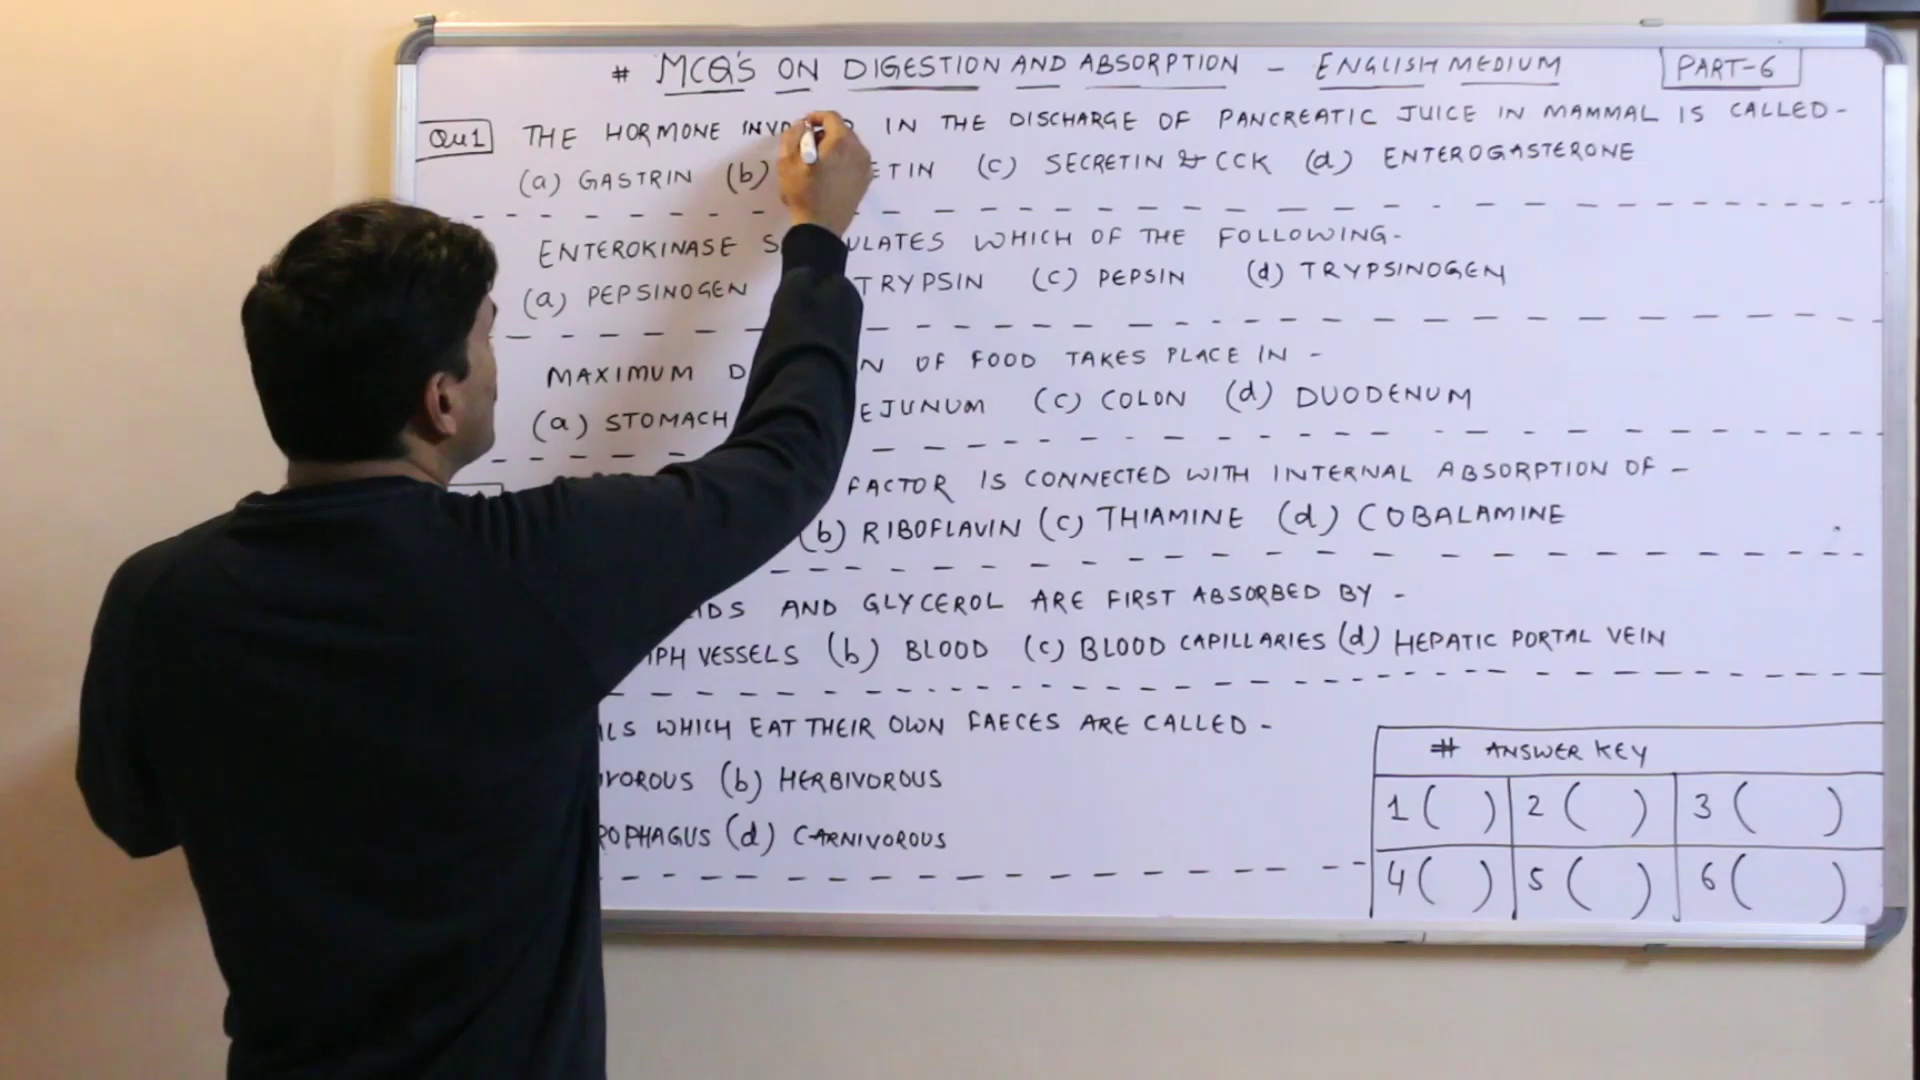 # MCQ'S ON DIGESTION AND ABSORPTION - ENGLISH MEDIUM PART-6
Qu1 THE HORMONE IN THE DISCHARGE OF PANCREATIC JUICE IN MAMMAL IS CALLED-
(a) GASTRIN (b) (c) SECRETIN & CCK (d) ENTEROGASTERONE
ENTEROKINASE WHICH OF THE FOLLOWING-
(a) PEPSINOGEN TRYPSIN (c) PEPSIN (d) TRYPSINOGEN
MAXIMUM OF FOOD TAKES PLACE IN -
(a) STOMACH (c) COLON (d) DUODENUM
FACTOR IS CONNECTED WITH INTERNAL ABSORPTION OF -
(b) RIBOFLAVIN (c) THIAMINE (d) COBALAMINE
AND GLYCEROL ARE FIRST ABSORBED BY -
VESSELS (b) BLOOD (c) BLOOD CAPILLARIES (d) HEPATIC PORTAL VEIN
WHICH EAT THEIR OWN FAECES ARE CALLED -
(b) HERBIVOROUS
(d) CARNIVOROUS
# ANSWER KEY
1 ( ) 2 ( ) 3 ( )
4 ( ) 5 ( ) 6 ( )